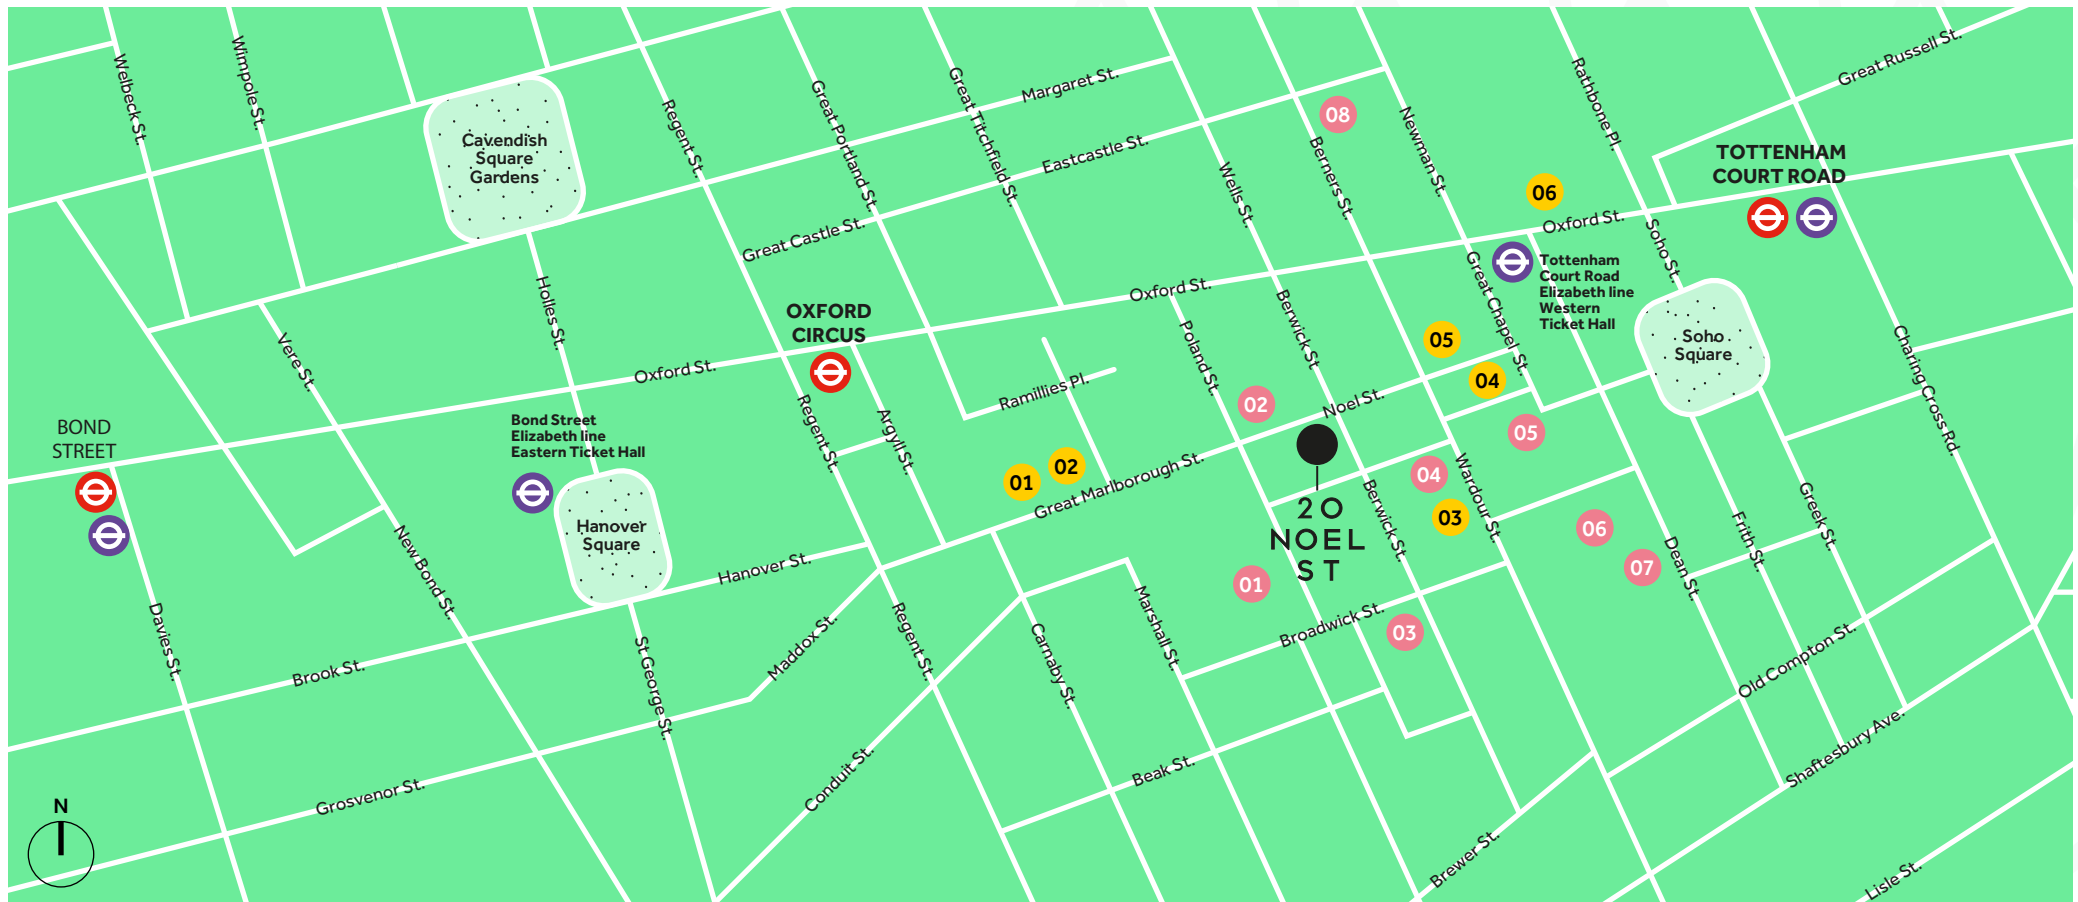 Welbeck St.
Wimpole St.
Cavendish
Square
Gardens
Regent St.
Great Portland St.
Great Titchfield St.
Margaret St.
Eastcastle St.
Great Castle St.
Wells St.
Berners St.
08
Newman St.
Rathbone Pl.
Great Russell St.
TOTTENHAM
COURT ROAD
06
Oxford St.
Soho St.
Tottenham
Court Road
Elizabeth line
Western
Ticket Hall
Great Chapel St.
Soho
Square
Charing Cross Rd.
Holles St.
Vere St.
OXFORD
CIRCUS
Oxford St.
Oxford St.
Regent St.
Argyll St.
Ramillies Pl.
Poland St.
Berwick St.
05
04
02
Noel St.
05
BOND
STREET
Bond Street
Elizabeth line
Eastern Ticket Hall
Hanover
Square
01
02
Great Marlborough St.
20
NOEL
ST
04
03
Wardour St.
Berwick St.
06
07
Dean St.
Frith St.
Greek St.
New Bond St.
Hanover St.
Davies St.
Brook St.
St George St.
Maddox St.
Regent St.
Carnaby St.
Marshall St.
01
Broadwick St.
03
Old Compton St.
Shaftesbury Ave.
Grosvenor St.
Conduit St.
Beak St.
Brewer St.
Lisle St.
N